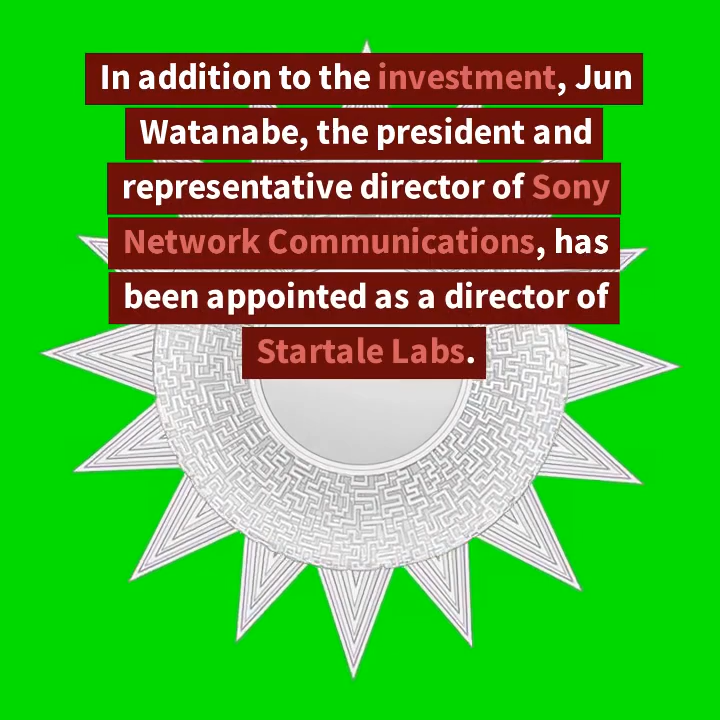 In addition to the investment, Jun
Watanabe, the president and
representative director of Sony
Network Communications, has
been appointed as a director of
Startale Labs.